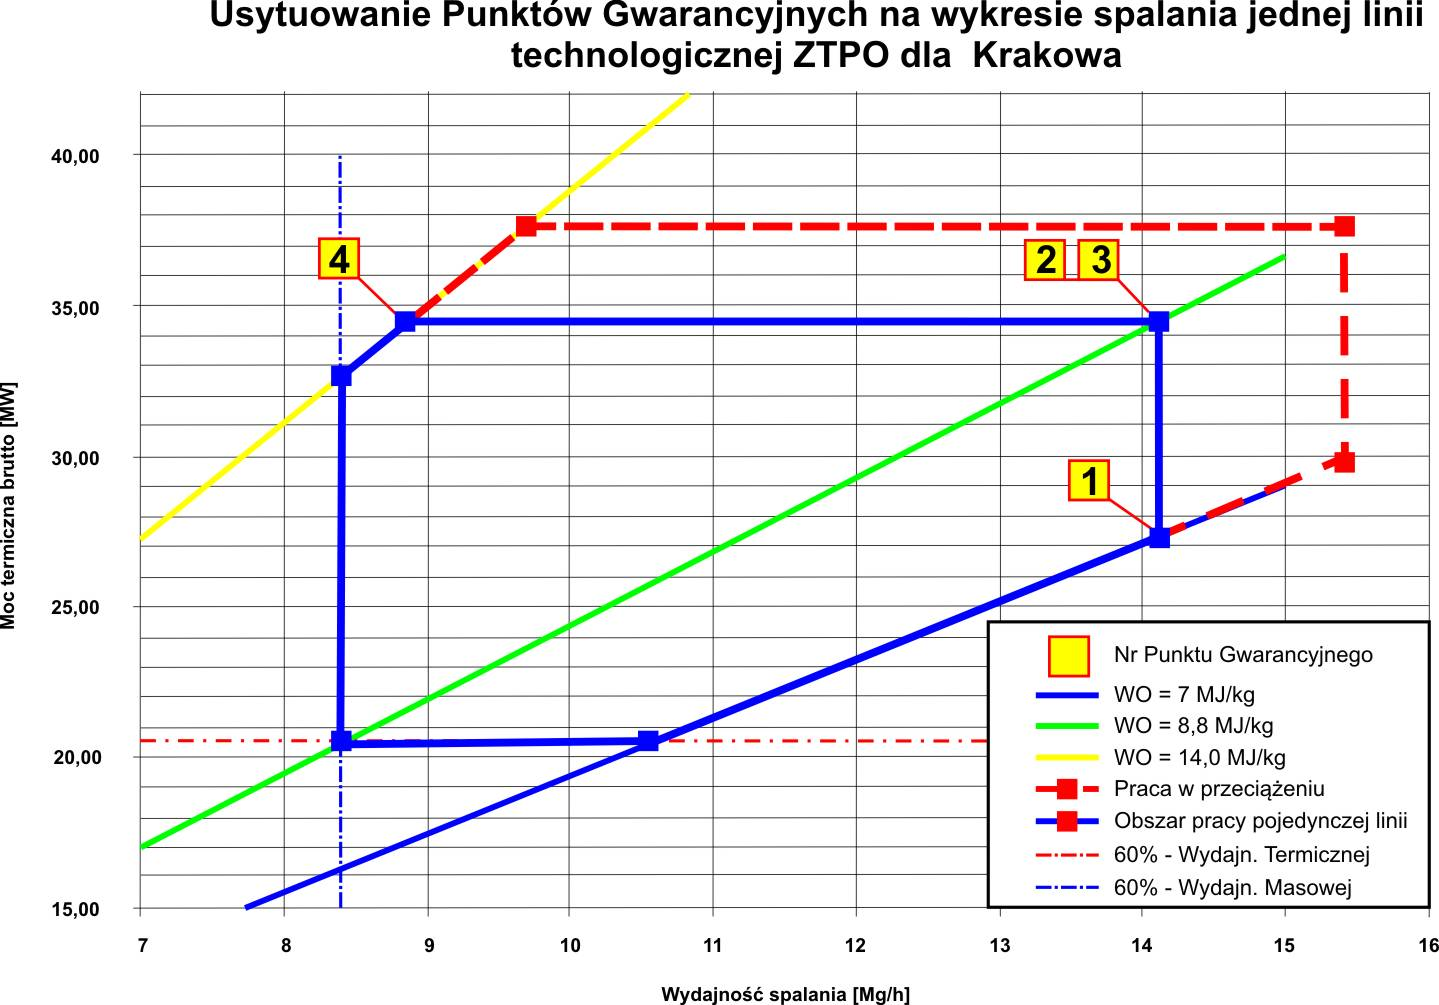 Usytuowanie Punktów Gwarancyjnych na wykresie spalania jednej linii
technologicznej ZTPO dla Krakowa
40,00
35,00
30,00
25,00
20,00
15,00
Moc termiczna brutto [MW]
4
2 3
1
Nr Punktu Gwarancyjnego
WO = 7 MJ/kg
WO = 8,8 MJ/kg
WO = 14,0 MJ/kg
Praca w przeciążeniu
Obszar pracy pojedynczej linii
60% - Wydajn. Termicznej
60% - Wydajn. Masowej
7 8 9 10 11 12 13 14 15 16
Wydajność spalania [Mg/h]